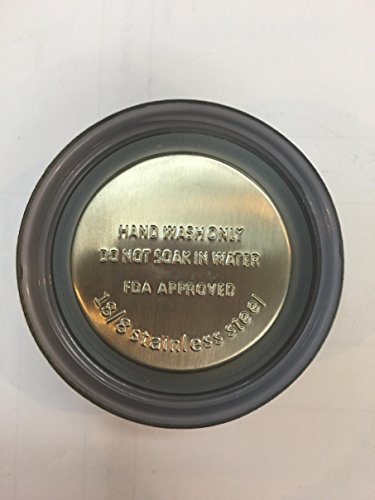 HAND WASH ONLY
DO NOT SOAK IN WATER
FDA APPROVED
18/8 stainless steel